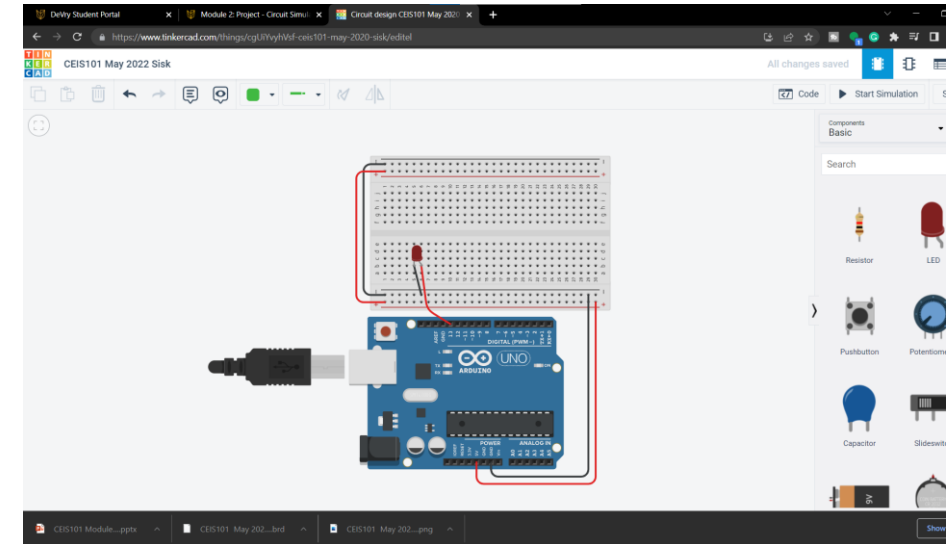 DeVry Student Portal
Module 2: Project - Circuit Simul
Circuit design CEIS101 May 2020
https://www.tinkercad.com/things/cgUlYvyhVsf-ceis101-may-2020-sisk/editel
TIN
KER
CAD
CEIS101 May 2022 Sisk
All changes saved
Code
Start Simulation
Components
Basic
Search
Resistor
LED
Pushbutton
Potentiome
Capacitor
Slideswit
9V
DIGITAL (PWM~)
UNO
ARDUINO
POWER
ANALOG IN
CEIS101 Module....pptx
CEIS101 May 202....brd
CEIS101 May 202....png
Show